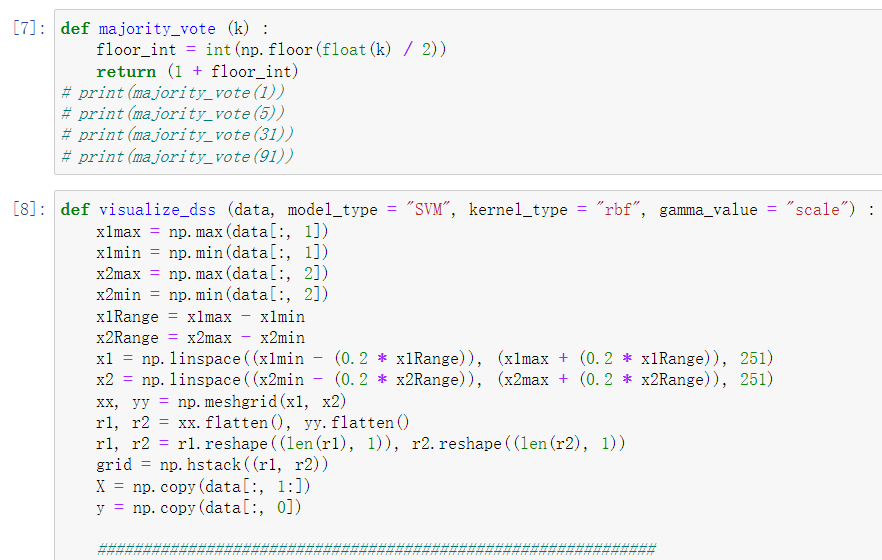 [7]: def majority_vote (k) :
    floor_int = int(np.floor(float(k) / 2))
    return (1 + floor_int)
# print(majority_vote(1))
# print(majority_vote(5))
# print(majority_vote(31))
# print(majority_vote(91))
[8]: def visualize_dss (data, model_type = "SVM", kernel_type = "rbf", gamma_value = "scale") :
    x1max = np.max(data[:, 1])
    x1min = np.min(data[:, 1])
    x2max = np.max(data[:, 2])
    x2min = np.min(data[:, 2])
    x1Range = x1max - x1min
    x2Range = x2max - x2min
    x1 = np.linspace((x1min - (0.2 * x1Range)), (x1max + (0.2 * x1Range)), 251)
    x2 = np.linspace((x2min - (0.2 * x2Range)), (x2max + (0.2 * x2Range)), 251)
    xx, yy = np.meshgrid(x1, x2)
    r1, r2 = xx.flatten(), yy.flatten()
    r1, r2 = r1.reshape((len(r1), 1)), r2.reshape((len(r2), 1))
    grid = np.hstack((r1, r2))
    X = np.copy(data[:, 1:])
    y = np.copy(data[:, 0])
    ##############################################################